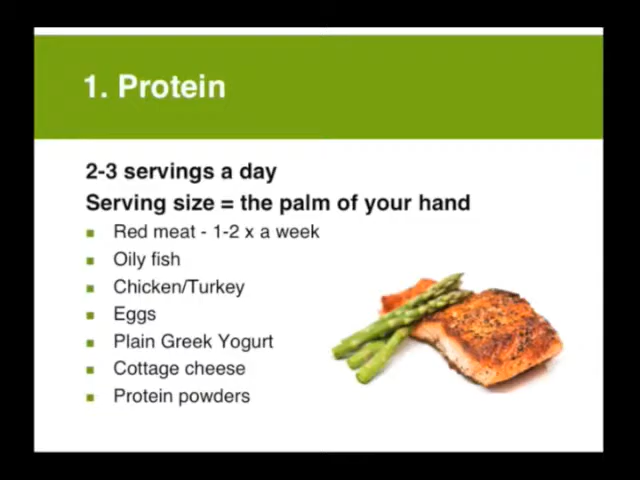 1. Protein
2-3 servings a day
Serving size = the palm of your hand
Red meat - 1-2 x a week
Oily fish
Chicken/Turkey
Eggs
Plain Greek Yogurt
Cottage cheese
Protein powders